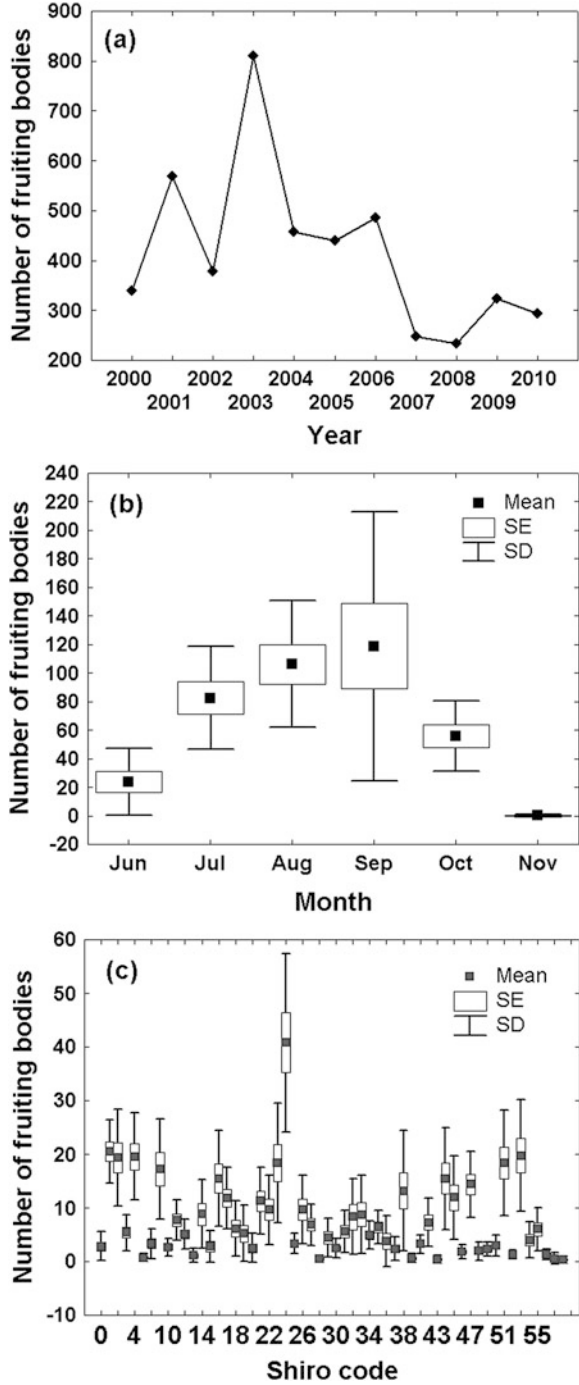 (a)
Number of fruiting bodies
900
800
700
600
500
400
300
200
2000 2002 2004 2006 2008 2010
2001 2003 2005 2007 2009
Year
(b)
Number of fruiting bodies
240
220
200
180
160
140
120
100
80
60
40
20
0
-20
Mean
SE
SD
Jun Jul Aug Sep Oct Nov
Month
(c)
Number of fruiting bodies
60
50
40
30
20
10
0
-10
Mean
SE
SD
0 4 10 14 18 22 26 30 34 38 43 47 51 55
Shiro code